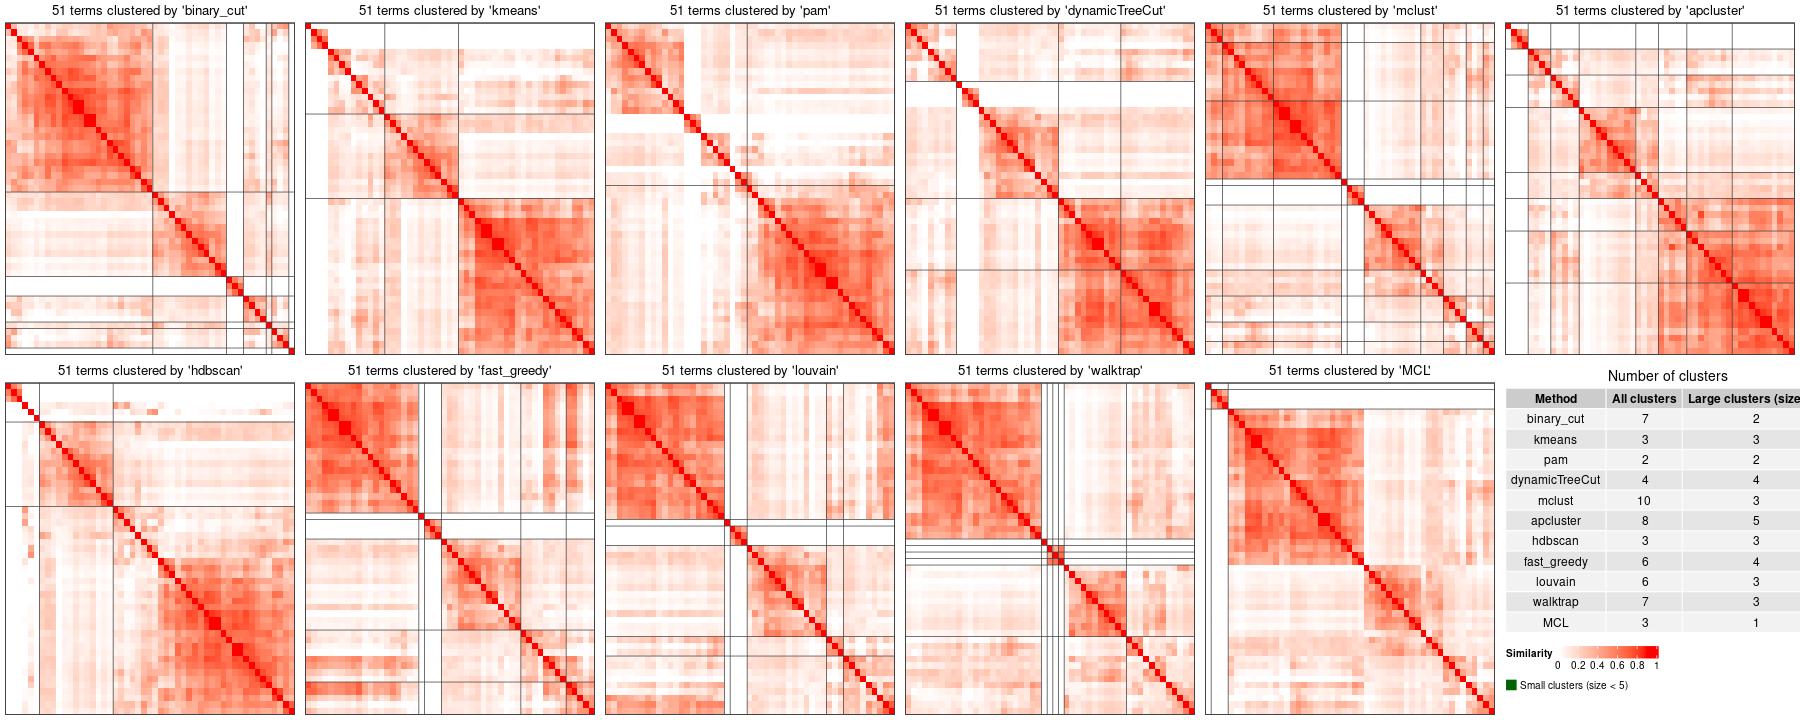 51 terms clustered by 'binary_cut'
51 terms clustered by 'kmeans'
51 terms clustered by 'pam'
51 terms clustered by 'dynamicTreeCut'
51 terms clustered by 'mclust'
51 terms clustered by 'apcluster'
51 terms clustered by 'hdbscan'
51 terms clustered by 'fast_greedy'
51 terms clustered by 'louvain'
51 terms clustered by 'walktrap'
51 terms clustered by 'MCL'
Number of clusters
Method All clusters Large clusters (size
binary_cut 7 2
kmeans 3 3
pam 2 2
dynamicTreeCut 4 4
mclust 10 3
apcluster 8 5
hdbscan 3 3
fast_greedy 6 4
louvain 6 3
walktrap 7 3
MCL 3 1
Similarity
0 0.2 0.4 0.6 0.8 1
Small clusters (size < 5)